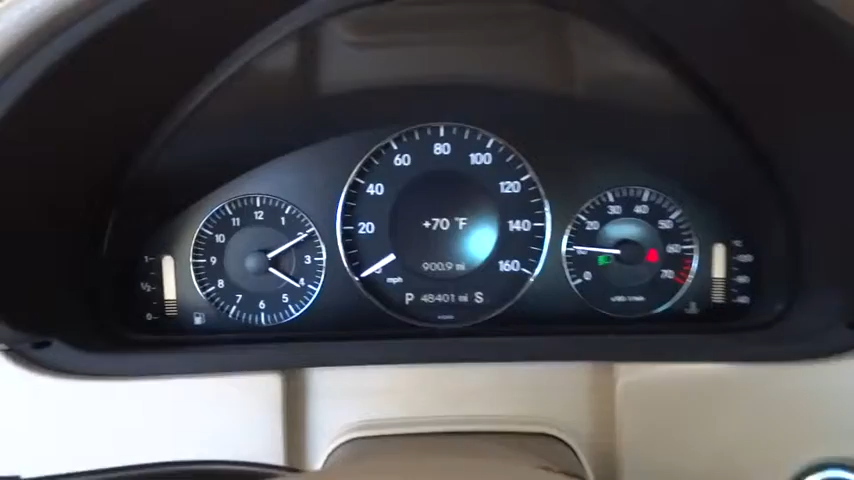 80
60 100
40 120
20 140
160
mph
+70 °F
900.9 mi
P 48401 mi S
11 12 1
10 2
9 3
8 4
7 6 5
30 40
20 50
10 60
0 70
1/1
½
0